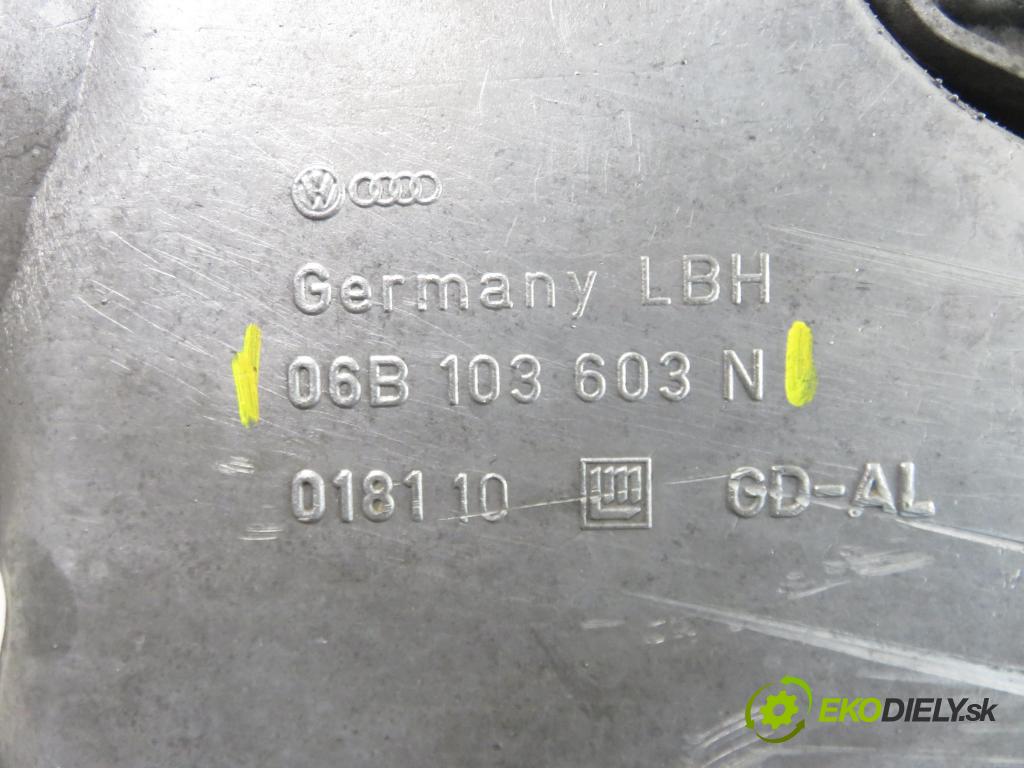 Germany LBH
06B 103 603 N
0181 10 GD-AL
EKODIELY.sk